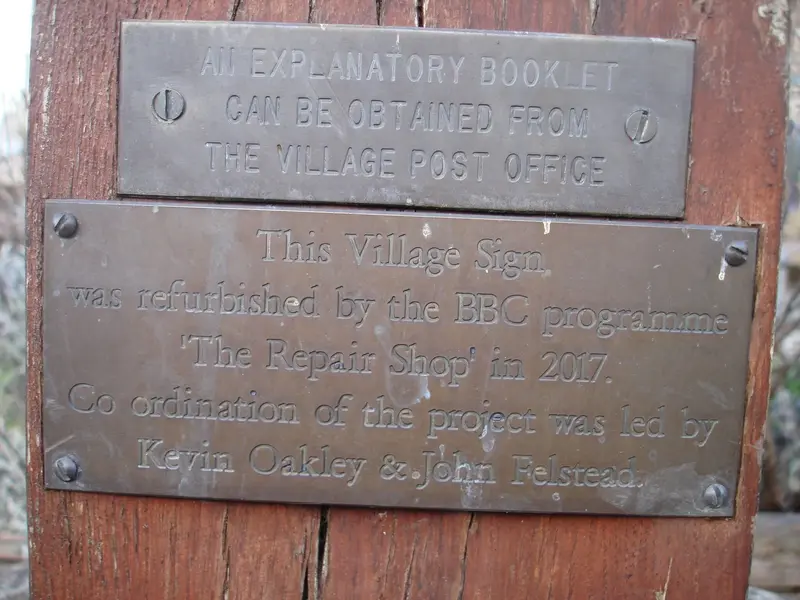 AN EXPLANATORY BOOKLET
CAN BE OBTAINED FROM
THE VILLAGE POST OFFICE
This Village Sign
was refurbished by the BBC programme
'The Repair Shop' in 2017.
Co ordination of the project was led by
Kevin Oakley & John Felstead.